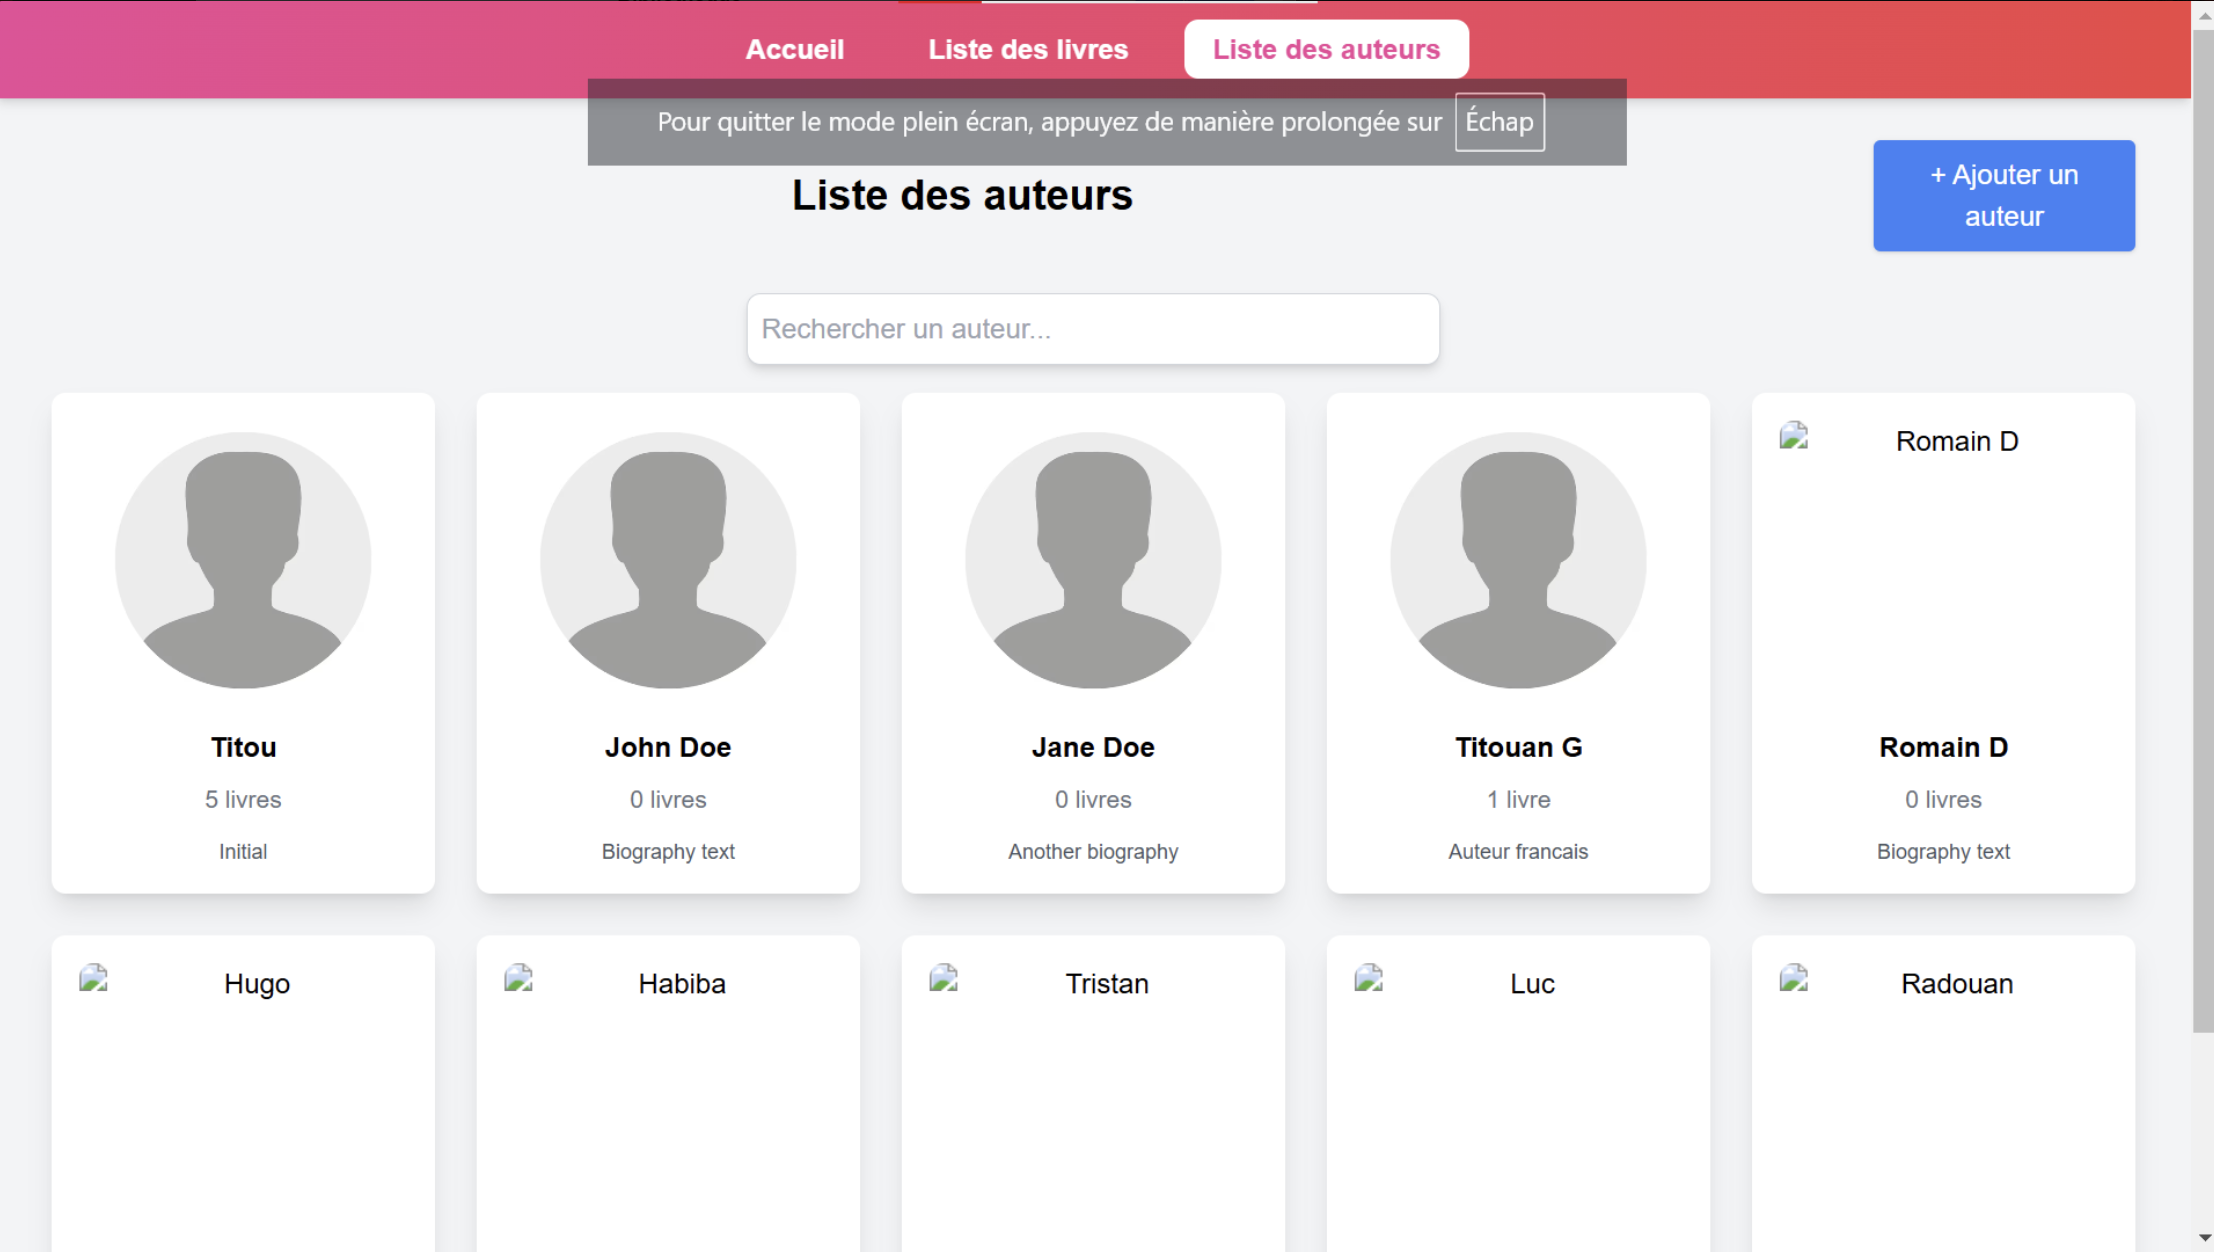 Accueil
Liste des livres
Liste des auteurs
Pour quitter le mode plein écran, appuyez de manière prolongée sur Échap
Liste des auteurs
+ Ajouter un
auteur
Rechercher un auteur...
Romain D
Titou
John Doe
Jane Doe
Titouan G
Romain D
5 livres
0 livres
0 livres
1 livre
0 livres
Initial
Biography text
Another biography
Auteur francais
Biography text
Hugo
Habiba
Tristan
Luc
Radouan